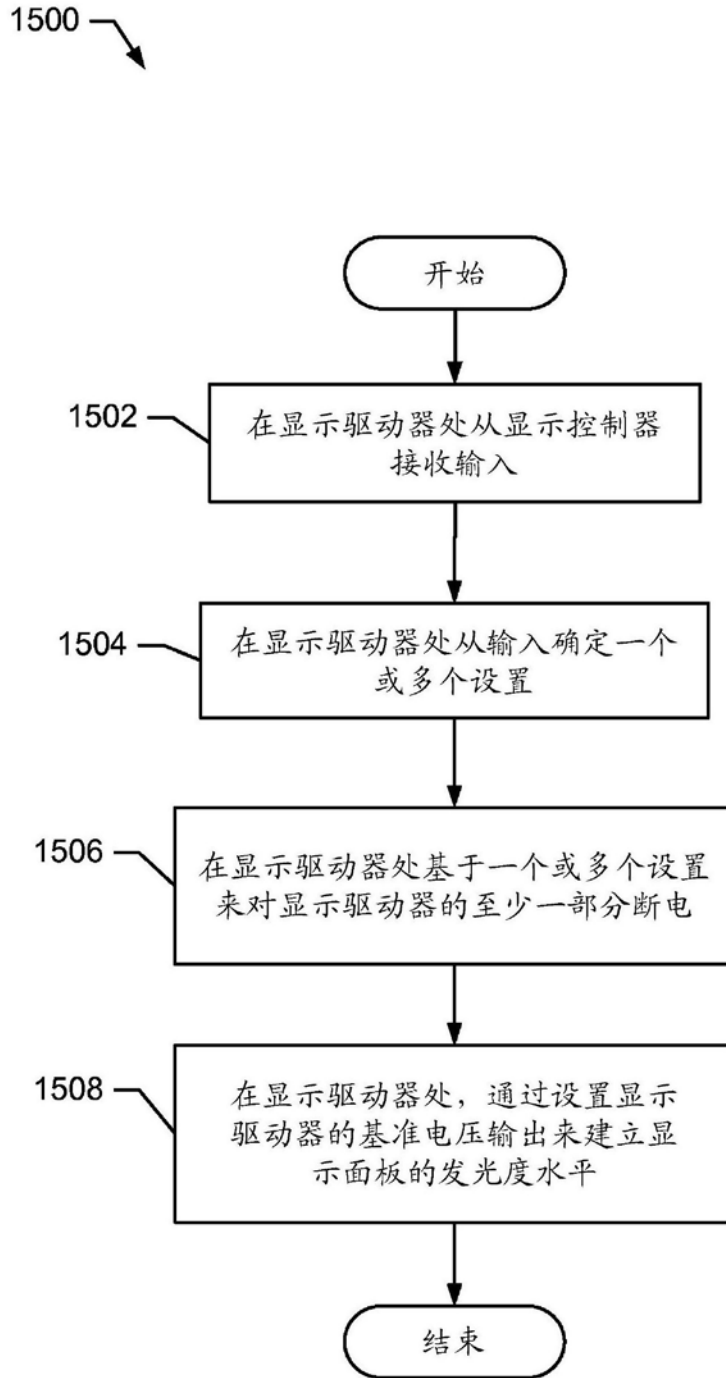 1500
开始
1502
在显示驱动器处从显示控制器
接收输入
1504
在显示驱动器处从输入确定一个
或多个设置
1506
在显示驱动器处基于一个或多个设置
来对显示驱动器的至少一部分断电
1508
在显示驱动器处，通过设置显示
驱动器的基准电压输出来建立显
示面板的发光度水平
结束